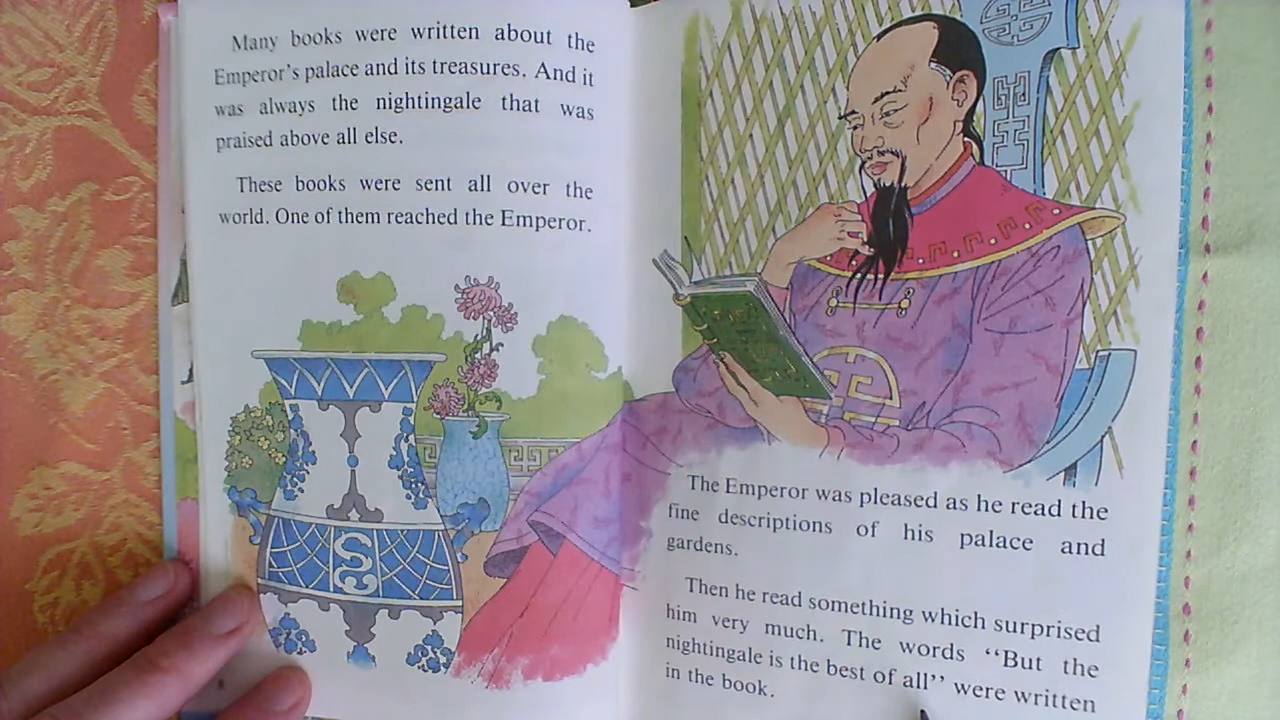 Many books were written about the
Emperor's palace and its treasures. And it
was always the nightingale that was
praised above all else.
These books were sent all over the
world. One of them reached the Emperor.
The Emperor was pleased as he read the
fine descriptions of his palace and
gardens.
Then he read something which surprised
him very much. The words “But the
nightingale is the best of all” were written
in the book.